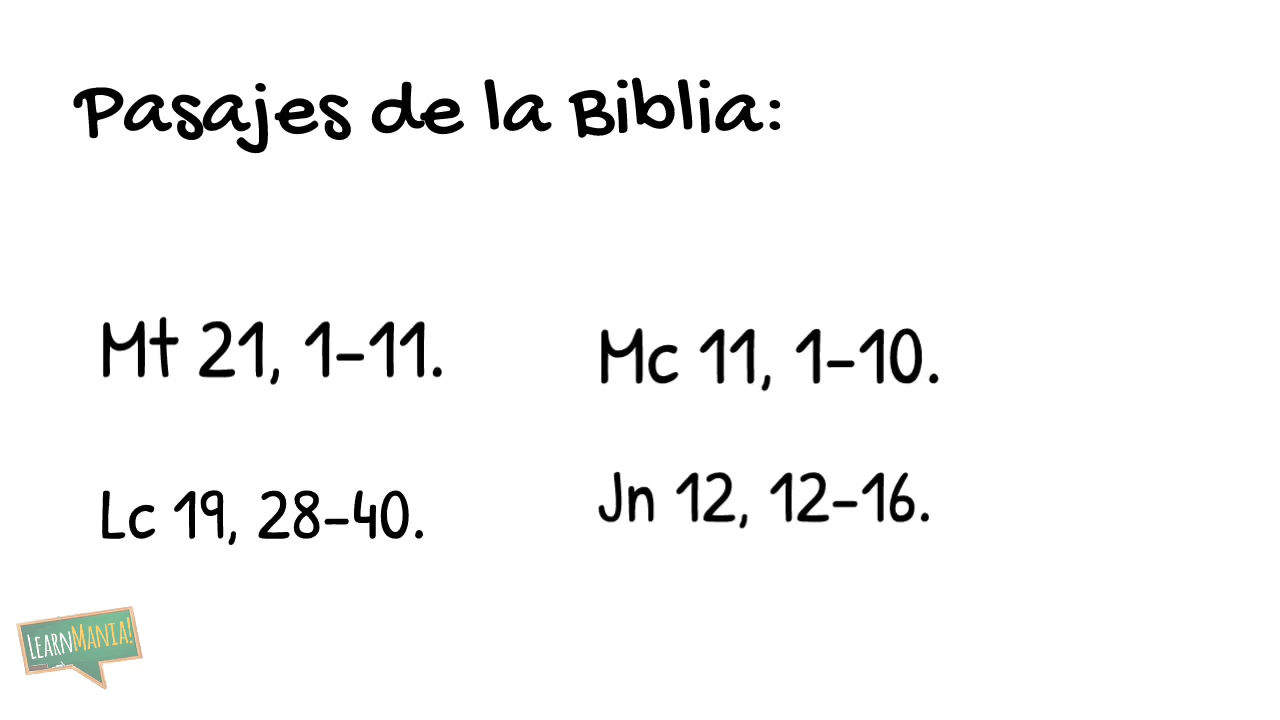 Pasajes de la Biblia:
Mt 21, 1-11.
Mc 11, 1-10.
Lc 19, 28-40.
Jn 12, 12-16.
LEARNMANIA!